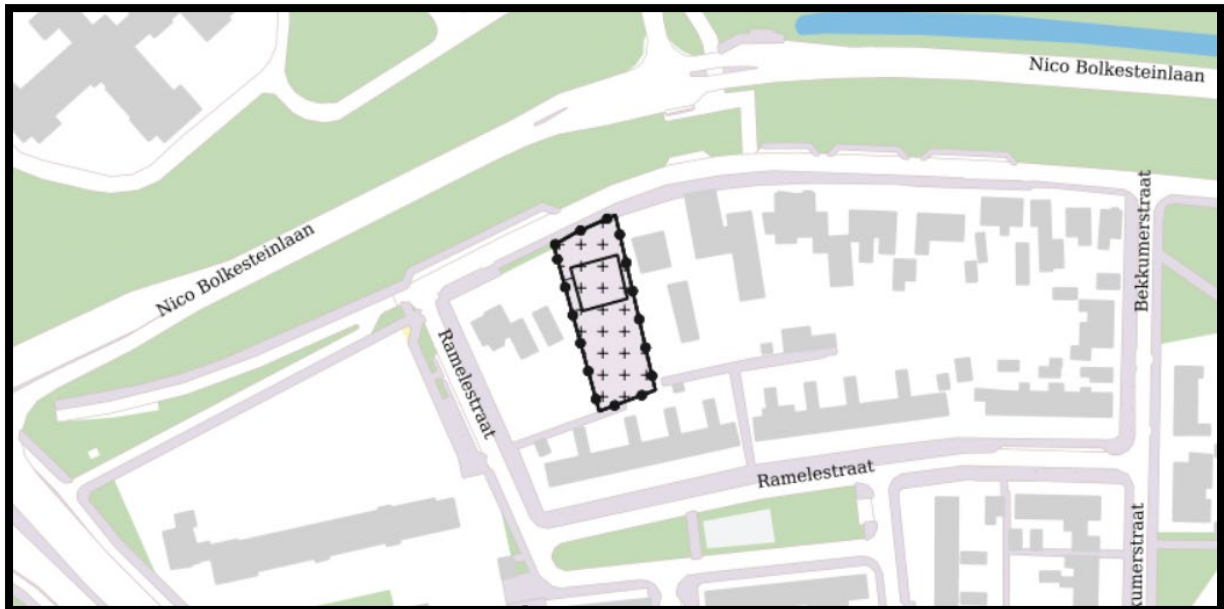 Nico Bolkesteinlaan
Nico Bolkesteinlaan
Bekkumerstraat
Ramelestraat
Ramelestraat
kumerstraat